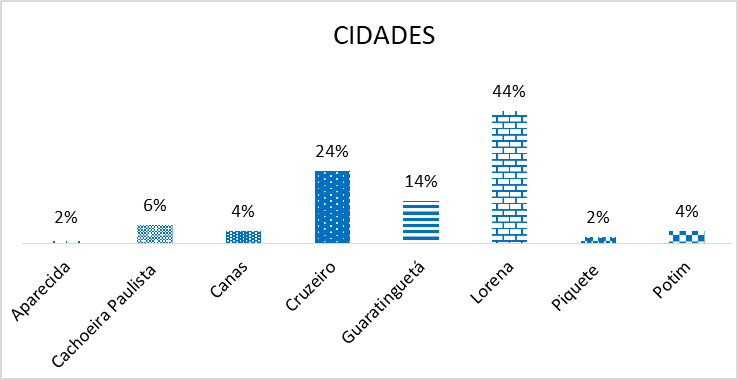 CIDADES
2%
6%
4%
24%
14%
44%
2%
4%
Aparecida
Cachoeira Paulista
Canas
Cruzeiro
Guaratinguetá
Lorena
Piquete
Potim